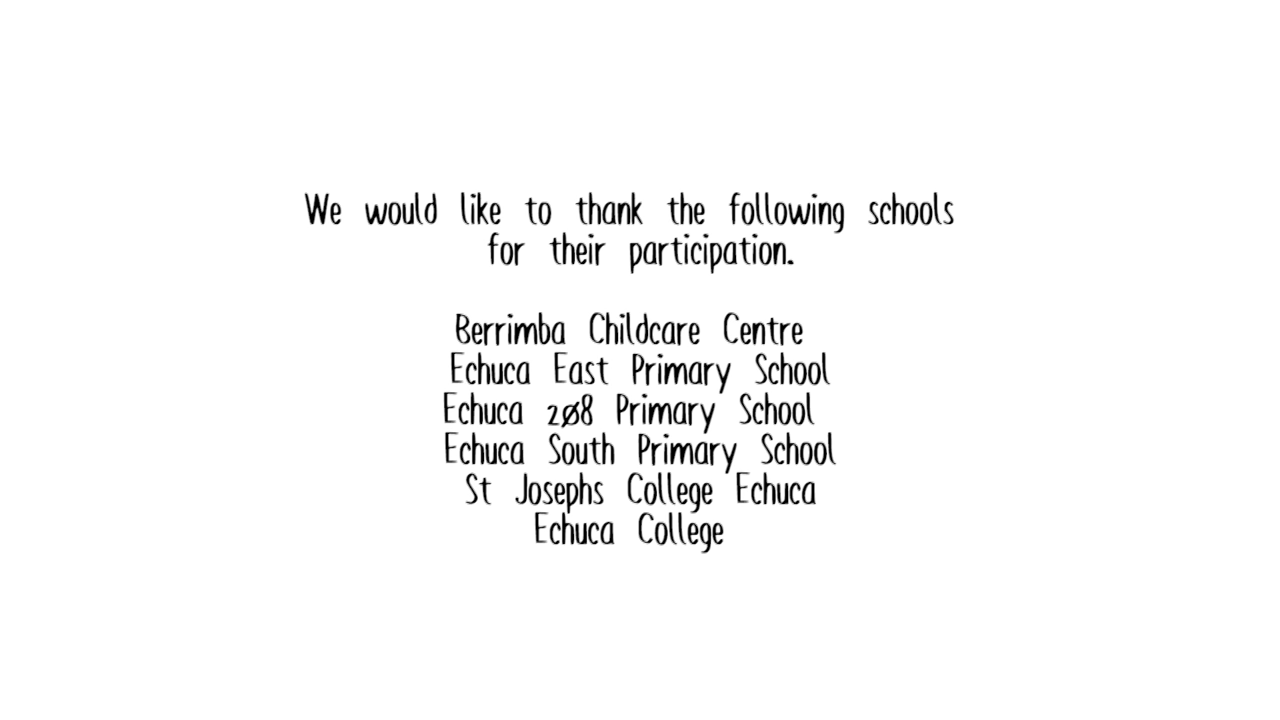 We would like to thank the following schools
for their participation.
Berrimba Childcare Centre
Echuca East Primary School
Echuca 208 Primary School
Echuca South Primary School
St Josephs College Echuca
Echuca College